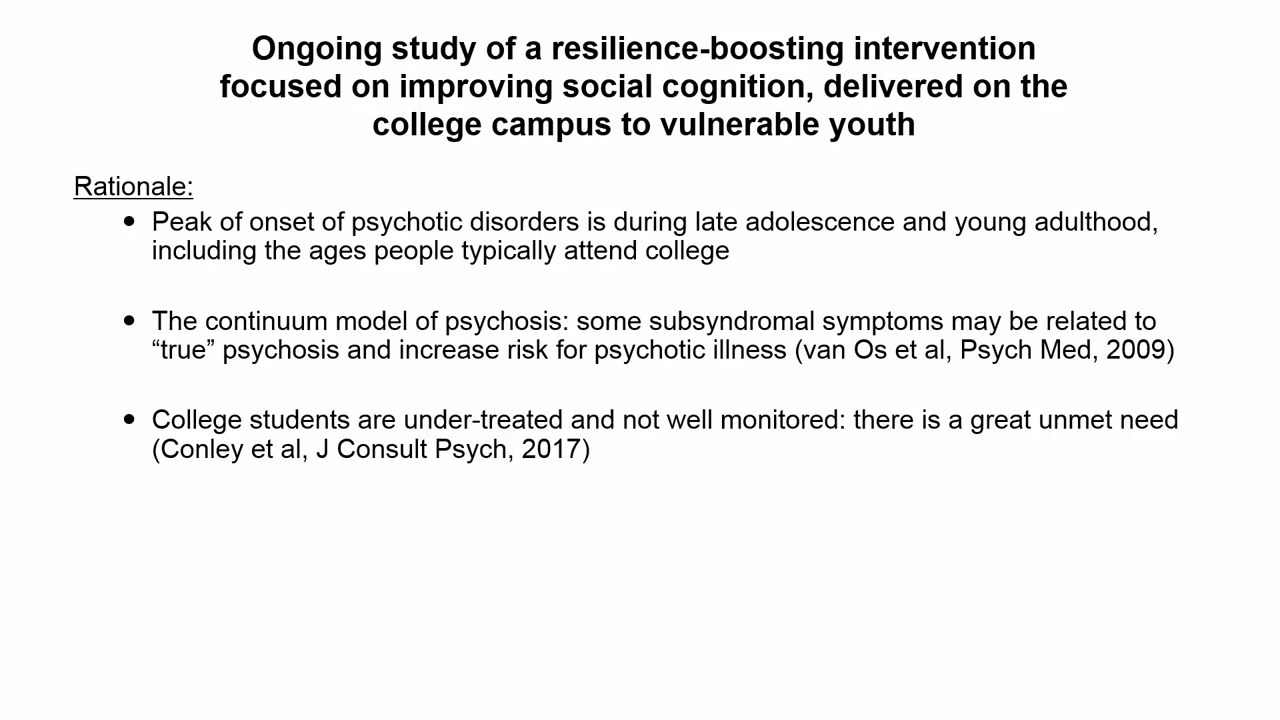 Ongoing study of a resilience-boosting intervention
focused on improving social cognition, delivered on the
college campus to vulnerable youth
Rationale:
• Peak of onset of psychotic disorders is during late adolescence and young adulthood,
including the ages people typically attend college
• The continuum model of psychosis: some subsyndromal symptoms may be related to
“true” psychosis and increase risk for psychotic illness (van Os et al, Psych Med, 2009)
• College students are under-treated and not well monitored: there is a great unmet need
(Conley et al, J Consult Psych, 2017)